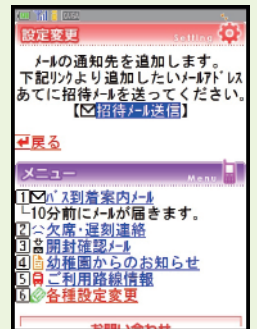 設定変更 Setting
ﾒｰﾙの通知先を追加します。
下記ﾘﾝｸより追加したいﾒｰﾙｱﾄﾞﾚｽ
あてに招待ﾒｰﾙを送ってください。
【招待ﾒｰﾙ送信】
戻る
メニュー Menu
1 ﾊﾞｽ到着案内ﾒｰﾙ
└10分前にﾒｰﾙが届きます。
2 欠席･遅刻連絡
3 開封確認ﾒｰﾙ
4 幼稚園からのお知らせ
5 ご利用路線情報
6 各種設定変更
お問い合わせ